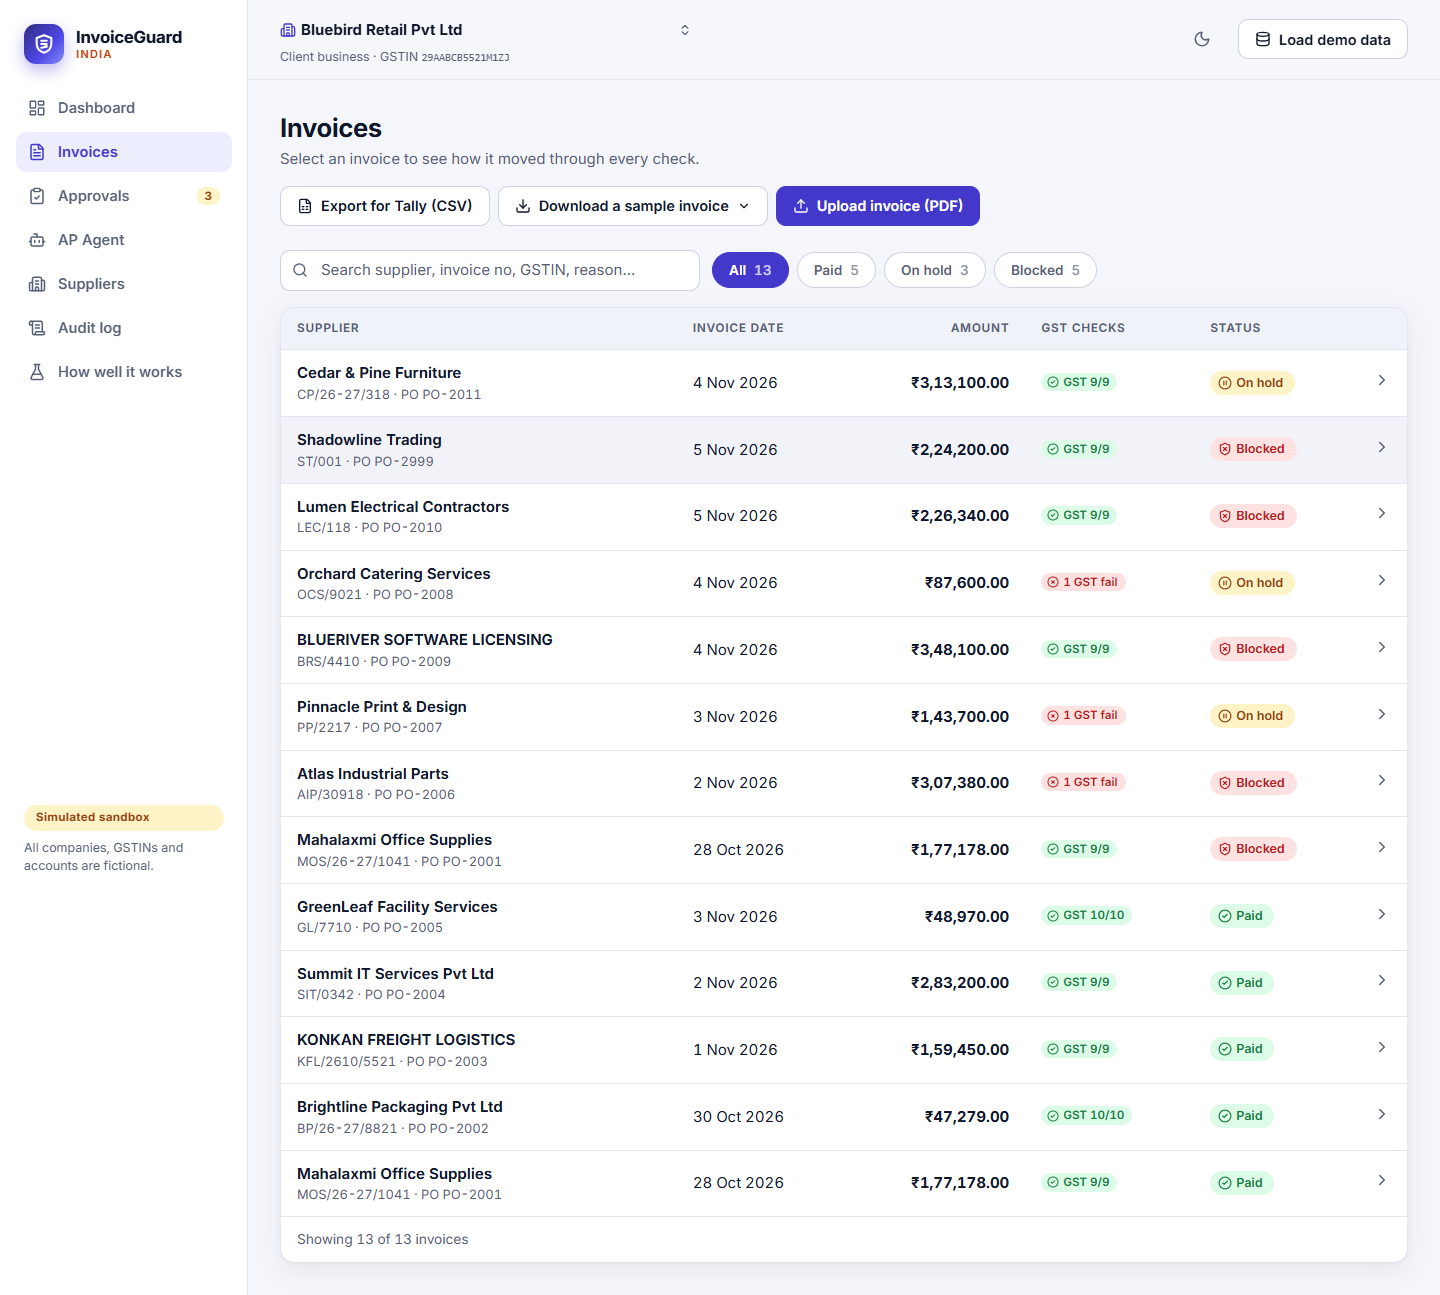 InvoiceGuard
INDIA
Dashboard
Invoices
Approvals 3
AP Agent
Suppliers
Audit log
How well it works
Simulated sandbox
All companies, GSTINs and
accounts are fictional.
Bluebird Retail Pvt Ltd
Client business · GSTIN 29AABCB5521M1ZJ
Load demo data
Invoices
Select an invoice to see how it moved through every check.
Export for Tally (CSV)
Download a sample invoice
Upload invoice (PDF)
Search supplier, invoice no, GSTIN, reason...
All 13
Paid 5
On hold 3
Blocked 5
SUPPLIER INVOICE DATE AMOUNT GST CHECKS STATUS
Cedar & Pine Furniture
CP/26-27/318 · PO PO-2011
4 Nov 2026 ₹3,13,100.00 GST 9/9 On hold
Shadowline Trading
ST/001 · PO PO-2999
5 Nov 2026 ₹2,24,200.00 GST 9/9 Blocked
Lumen Electrical Contractors
LEC/118 · PO PO-2010
5 Nov 2026 ₹2,26,340.00 GST 9/9 Blocked
Orchard Catering Services
OCS/9021 · PO PO-2008
4 Nov 2026 ₹87,600.00 1 GST fail On hold
BLUERIVER SOFTWARE LICENSING
BRS/4410 · PO PO-2009
4 Nov 2026 ₹3,48,100.00 GST 9/9 Blocked
Pinnacle Print & Design
PP/2217 · PO PO-2007
3 Nov 2026 ₹1,43,700.00 1 GST fail On hold
Atlas Industrial Parts
AIP/30918 · PO PO-2006
2 Nov 2026 ₹3,07,380.00 1 GST fail Blocked
Mahalaxmi Office Supplies
MOS/26-27/1041 · PO PO-2001
28 Oct 2026 ₹1,77,178.00 GST 9/9 Blocked
GreenLeaf Facility Services
GL/7710 · PO PO-2005
3 Nov 2026 ₹48,970.00 GST 10/10 Paid
Summit IT Services Pvt Ltd
SIT/0342 · PO PO-2004
2 Nov 2026 ₹2,83,200.00 GST 9/9 Paid
KONKAN FREIGHT LOGISTICS
KFL/2610/5521 · PO PO-2003
1 Nov 2026 ₹1,59,450.00 GST 9/9 Paid
Brightline Packaging Pvt Ltd
BP/26-27/8821 · PO PO-2002
30 Oct 2026 ₹47,279.00 GST 10/10 Paid
Mahalaxmi Office Supplies
MOS/26-27/1041 · PO PO-2001
28 Oct 2026 ₹1,77,178.00 GST 9/9 Paid
Showing 13 of 13 invoices